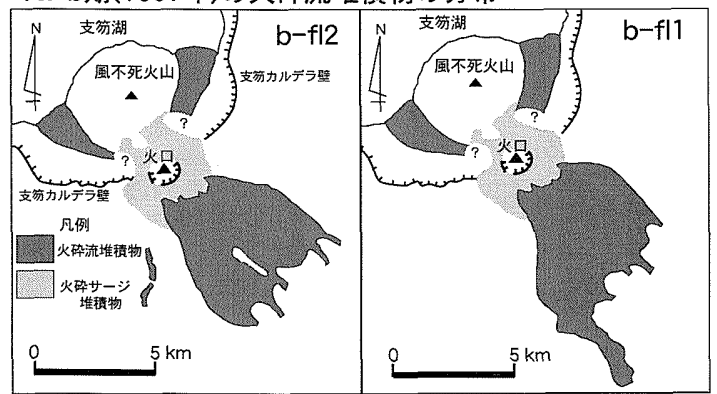 支笏湖
b-fl2
N
風不死火山
支笏カルデラ壁
?
?
火口
支笏カルデラ壁
凡例
火砕流堆積物
火砕サージ
堆積物
0
5 km
支笏湖
b-fl1
N
風不死火山
?
?
火口
0
5 km